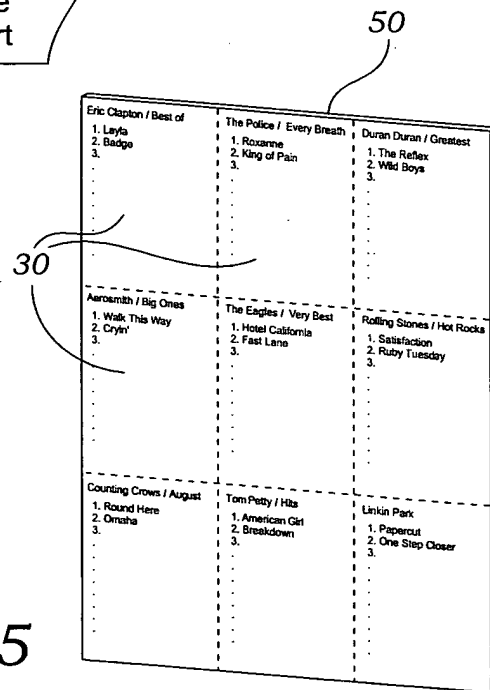 50
30
Eric Clapton / Best of
1. Layla
2. Badge
3.
The Police / Every Breath
1. Roxanne
2. King of Pain
3.
Duran Duran / Greatest
1. The Reflex
2. Wild Boys
3.
Aerosmith / Big Ones
1. Walk This Way
2. Cryin'
3.
The Eagles / Very Best
1. Hotel California
2. Fast Lane
3.
Rolling Stones / Hot Rocks
1. Satisfaction
2. Ruby Tuesday
3.
Counting Crows / August
1. Round Here
2. Omaha
3.
Tom Petty / Hits
1. American Girl
2. Breakdown
3.
Linkin Park
1. Papercut
2. One Step Closer
3.
5